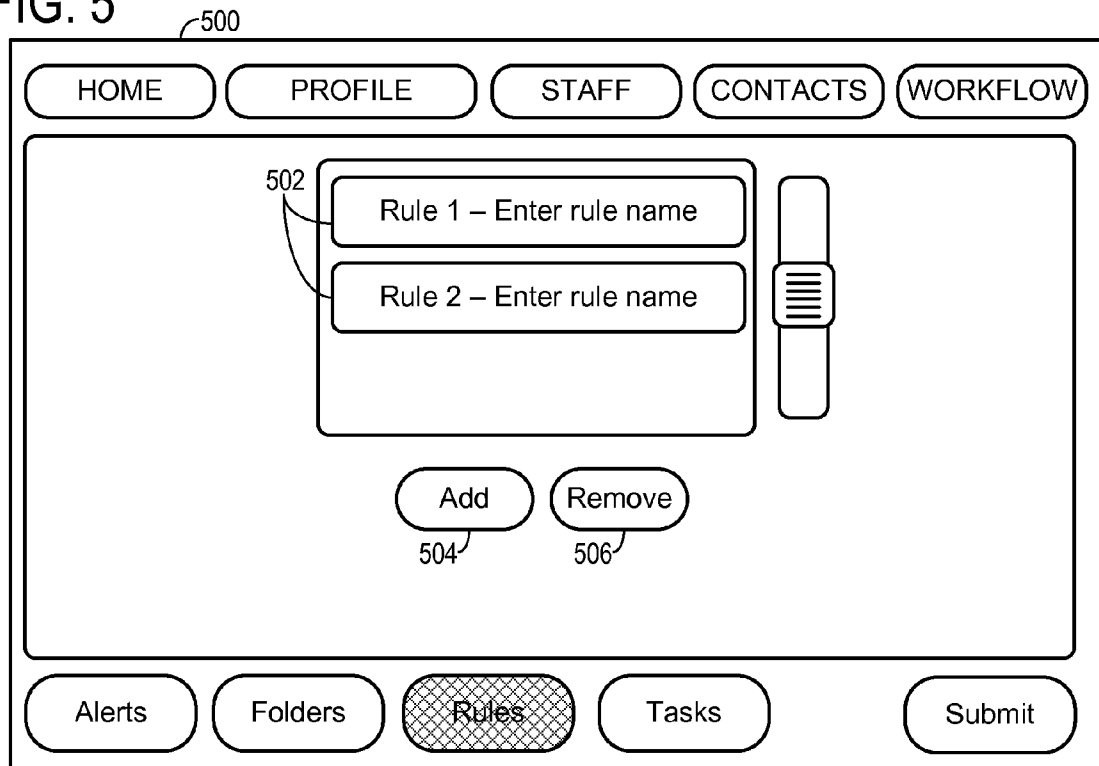 FIG. 5
500
HOME PROFILE STAFF CONTACTS WORKFLOW
502
Rule 1 – Enter rule name
Rule 2 – Enter rule name
Add Remove
504 506
Alerts Folders Rules Tasks Submit